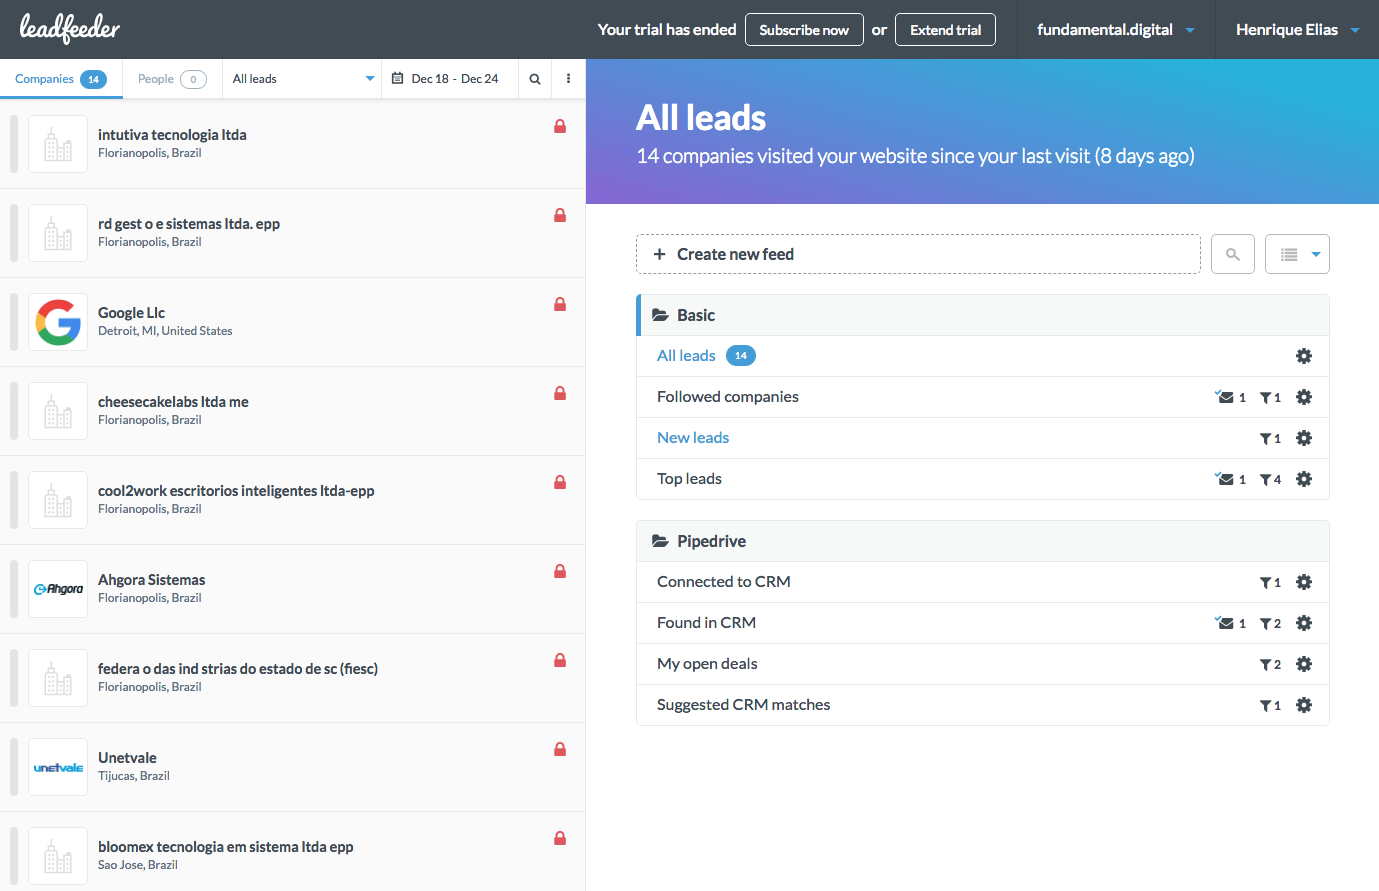 leadfeeder
Your trial has ended Subscribe now or Extend trial
fundamental.digital
Henrique Elias
Companies 14
People 0
All leads
Dec 18 - Dec 24
intutiva tecnologia ltda
Florianopolis, Brazil
rd gest o e sistemas ltda. epp
Florianopolis, Brazil
Google Llc
Detroit, MI, United States
cheesecakelabs ltda me
Florianopolis, Brazil
cool2work escritorios inteligentes ltda-epp
Florianopolis, Brazil
Ahgora
Ahgora Sistemas
Florianopolis, Brazil
federa o das ind strias do estado de sc (fiesc)
Florianopolis, Brazil
unetvale
Unetvale
Tijucas, Brazil
bloomex tecnologia em sistema ltda epp
Sao Jose, Brazil
All leads
14 companies visited your website since your last visit (8 days ago)
+ Create new feed
Basic
All leads 14
Followed companies 1 1
New leads 1
Top leads 1 4
Pipedrive
Connected to CRM 1
Found in CRM 1 2
My open deals 2
Suggested CRM matches 1